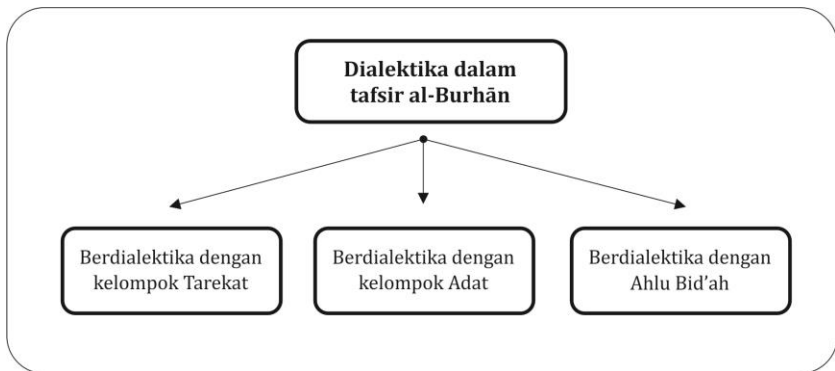 Dialektika dalam
tafsir al-Burhān
Berdialektika dengan
kelompok Tarekat
Berdialektika dengan
kelompok Adat
Berdialektika dengan
Ahlu Bid’ah